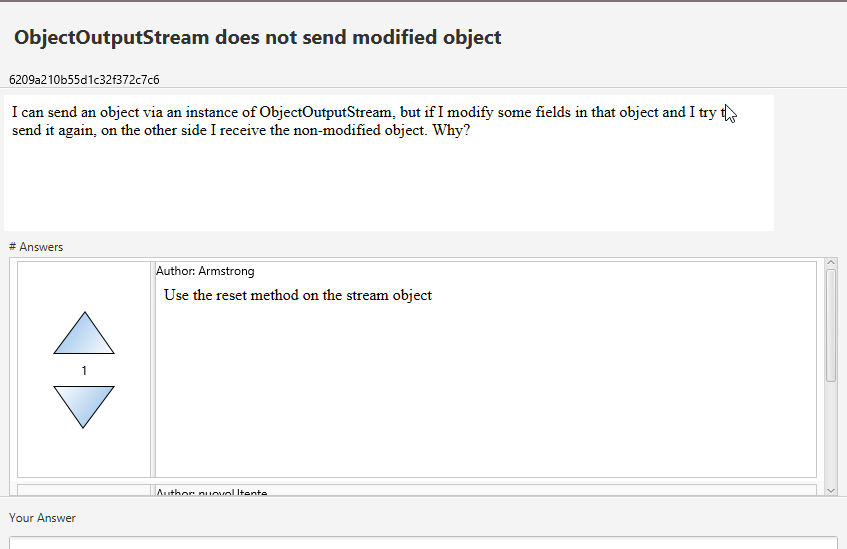 ObjectOutputStream does not send modified object
6209a210b55d1c32f372c7c6
I can send an object via an instance of ObjectOutputStream, but if I modify some fields in that object and I try
send it again, on the other side I receive the non-modified object. Why?
# Answers
Author: Armstrong
Use the reset method on the stream object
1
Author: nuovoUtente
Your Answer